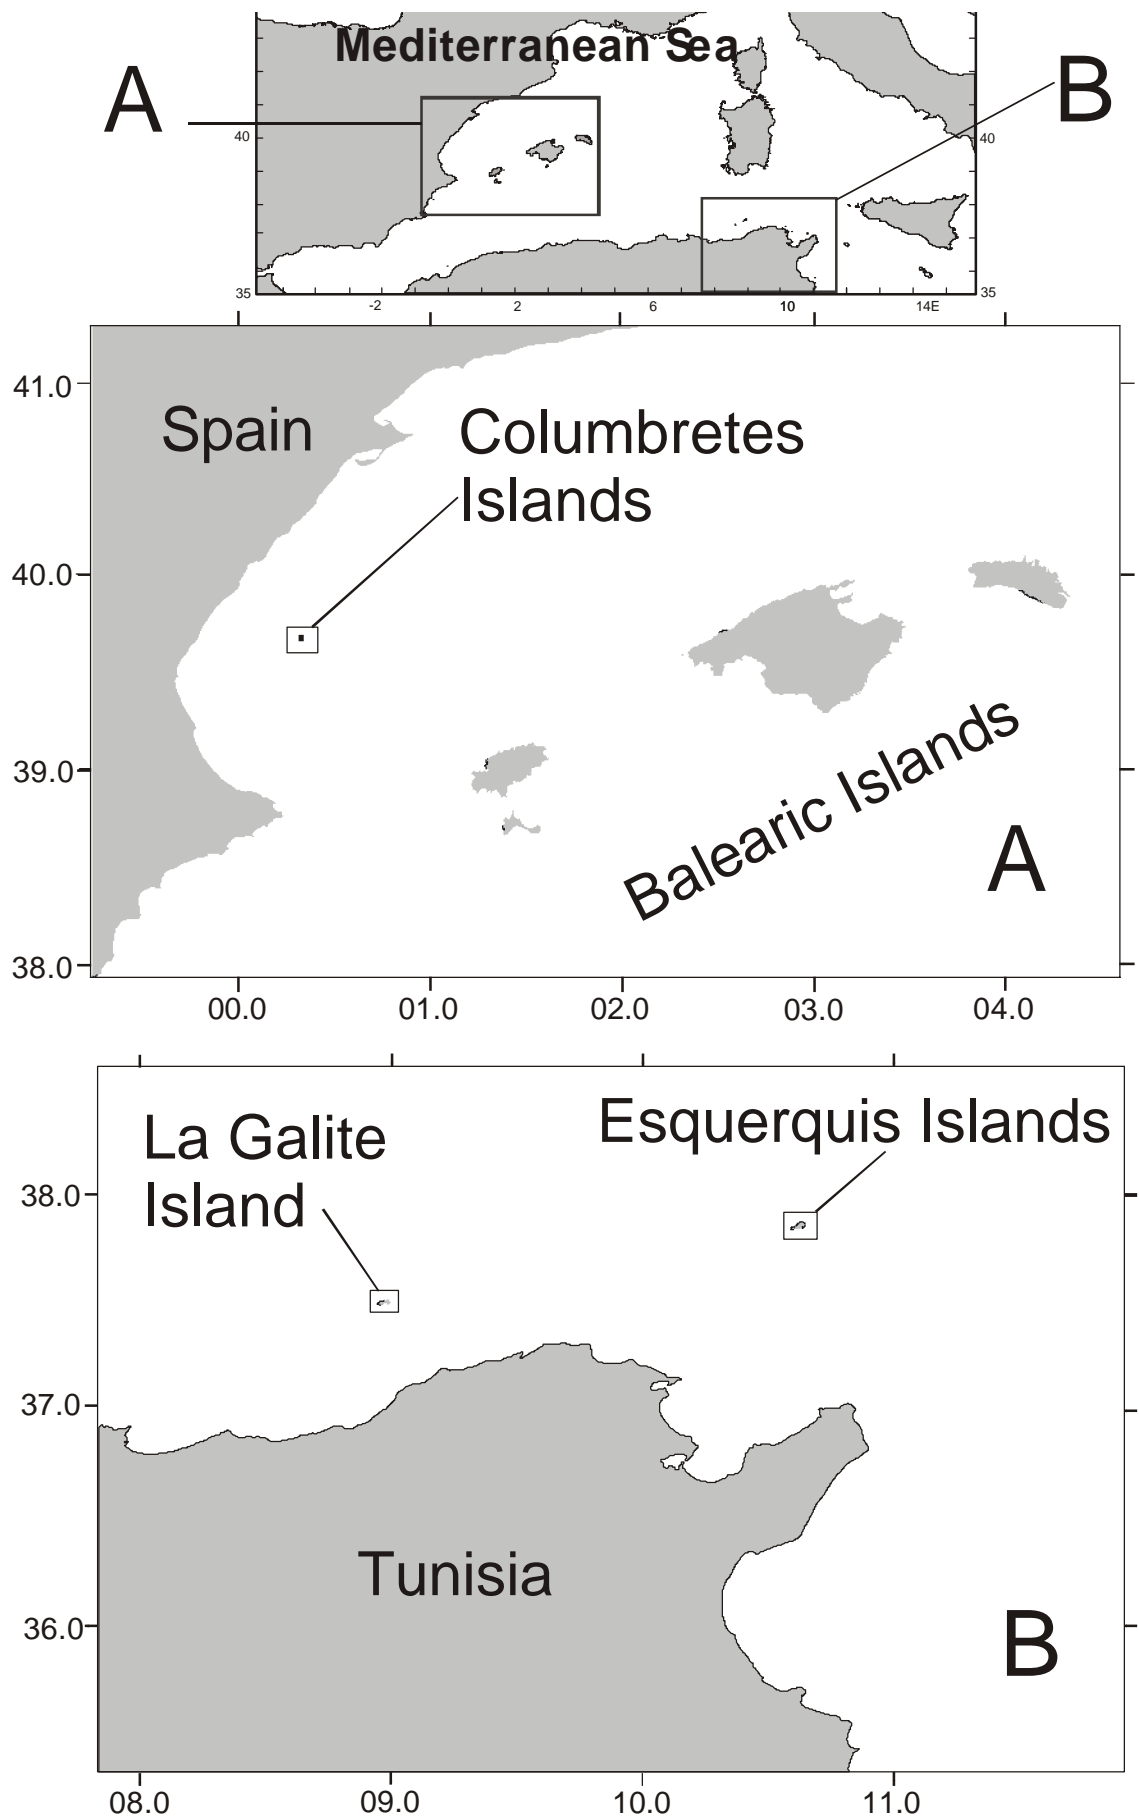 Mediterranean Sea
A
B
40
40
35
35
-2
2
6
10
14E
41.0
40.0
39.0
38.0
Spain
Columbretes
Islands
Balearic Islands
A
00.0
01.0
02.0
03.0
04.0
La Galite
Island
Esquerquis Islands
38.0
37.0
36.0
Tunisia
B
08.0
09.0
10.0
11.0